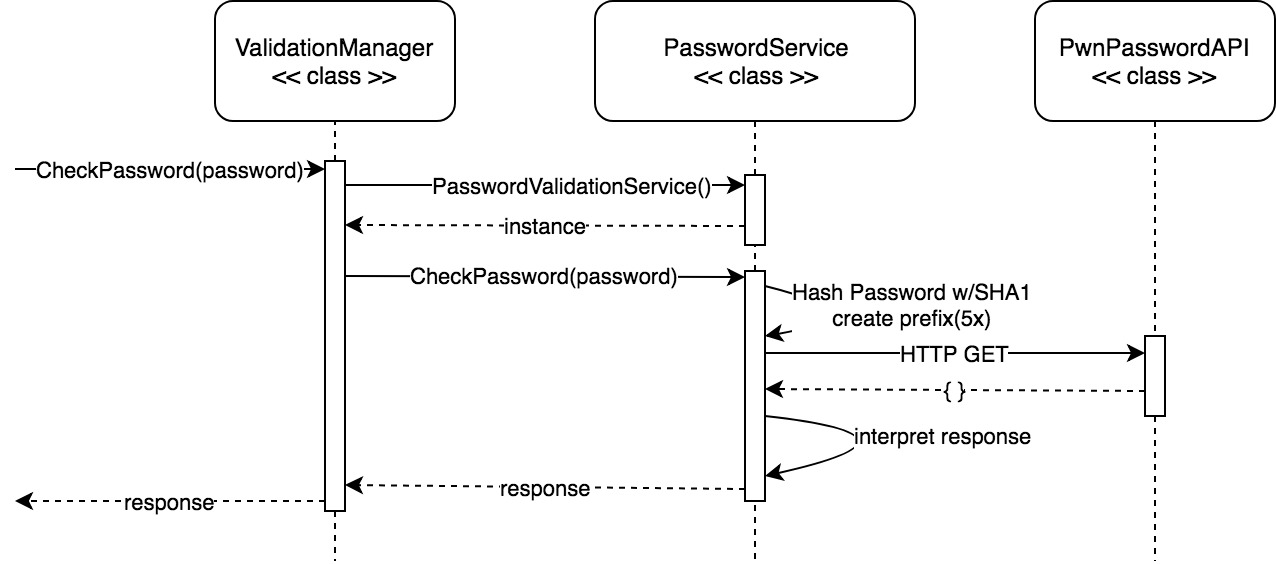 ValidationManager
<< class >>
PasswordService
<< class >>
PwnPasswordAPI
<< class >>
CheckPassword(password)
PasswordValidationService()
instance
CheckPassword(password)
Hash Password w/SHA1
create prefix(5x)
HTTP GET
{ }
interpret response
response
response